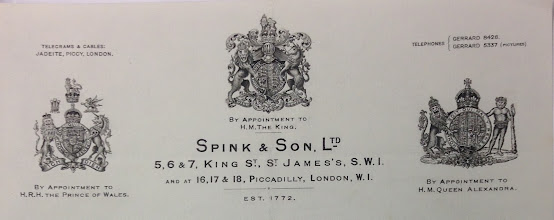 TELEGRAMS & CABLES:
JADEITE, PICCY, LONDON.
TELEPHONES { GERRARD 8426.
GERRARD 5337 (PICTURES)
BY APPOINTMENT TO
H.M. THE KING.
SPINK & SON, LTD
5, 6 & 7, KING ST, ST JAMES'S, S.W.1.
AND AT 16, 17 & 18, PICCADILLY, LONDON, W.1.
EST. 1772.
BY APPOINTMENT TO
H.R.H. THE PRINCE OF WALES.
BY APPOINTMENT TO
H.M. QUEEN ALEXANDRA.